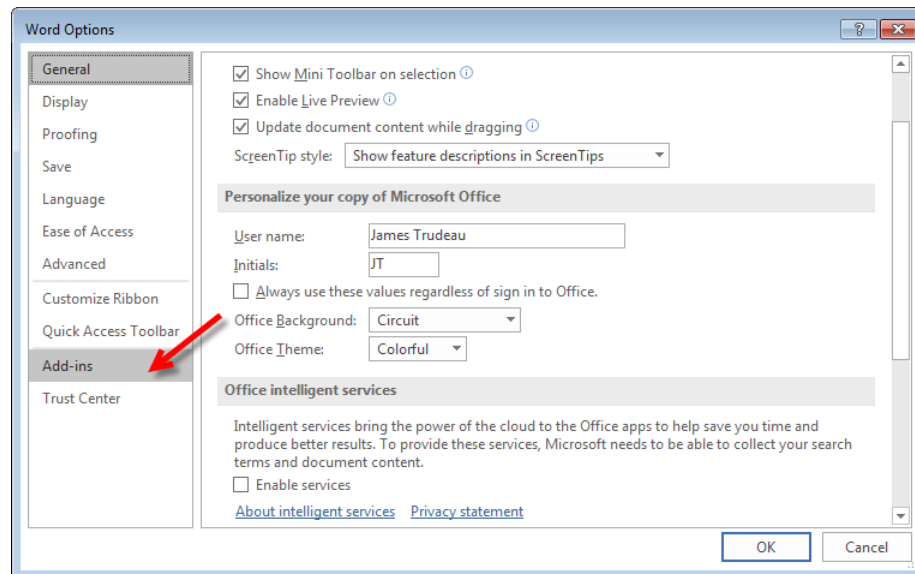 Word Options
General
Display
Proofing
Save
Language
Ease of Access
Advanced
Customize Ribbon
Quick Access Toolbar
Add-ins
Trust Center
Show Mini Toolbar on selection
Enable Live Preview
Update document content while dragging
ScreenTip style: Show feature descriptions in ScreenTips
Personalize your copy of Microsoft Office
User name: James Trudeau
Initials: JT
Always use these values regardless of sign in to Office.
Office Background: Circuit
Office Theme: Colorful
Office intelligent services
Intelligent services bring the power of the cloud to the Office apps to help save you time and
produce better results. To provide these services, Microsoft needs to be able to collect your search
terms and document content.
Enable services
About intelligent services Privacy statement
OK Cancel